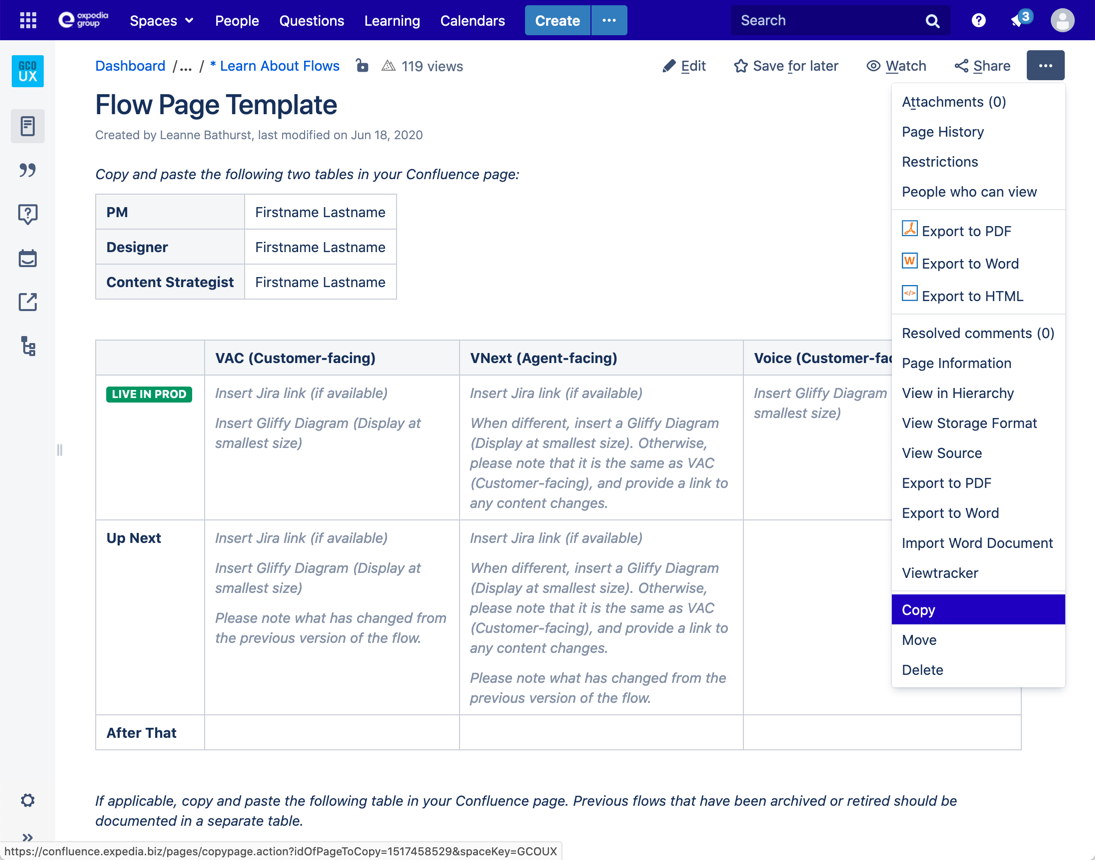 expedia group
Spaces
People
Questions
Learning
Calendars
Create
...
Search
3
GCO
UX
Dashboard /... / * Learn About Flows
119 views
Edit
Save for later
Watch
Share
...
Flow Page Template
Created by Leanne Bathurst, last modified on Jun 18, 2020
Copy and paste the following two tables in your Confluence page:
PM Firstname Lastname
Designer Firstname Lastname
Content Strategist Firstname Lastname
VAC (Customer-facing)
VNext (Agent-facing)
Voice (Customer-fac
LIVE IN PROD
Insert Jira link (if available)
Insert Gliffy Diagram (Display at
smallest size)
Insert Jira link (if available)
When different, insert a Gliffy Diagram
(Display at smallest size). Otherwise,
please note that it is the same as VAC
(Customer-facing), and provide a link to
any content changes.
Insert Gliffy Diagram
smallest size)
Up Next
Insert Jira link (if available)
Insert Gliffy Diagram (Display at
smallest size)
Please note what has changed from
the previous version of the flow.
Insert Jira link (if available)
When different, insert a Gliffy Diagram
(Display at smallest size). Otherwise,
please note that it is the same as VAC
(Customer-facing), and provide a link to
any content changes.
Please note what has changed from the
previous version of the flow.
After That
If applicable, copy and paste the following table in your Confluence page. Previous flows that have been archived or retired should be
documented in a separate table.
Attachments (0)
Page History
Restrictions
People who can view
Export to PDF
W Export to Word
</> Export to HTML
Resolved comments (0)
Page Information
View in Hierarchy
View Storage Format
View Source
Export to PDF
Export to Word
Import Word Document
Viewtracker
Copy
Move
Delete
https://confluence.expedia.biz/pages/copypage.action?idOfPageToCopy=1517458529&spaceKey=GCOUX